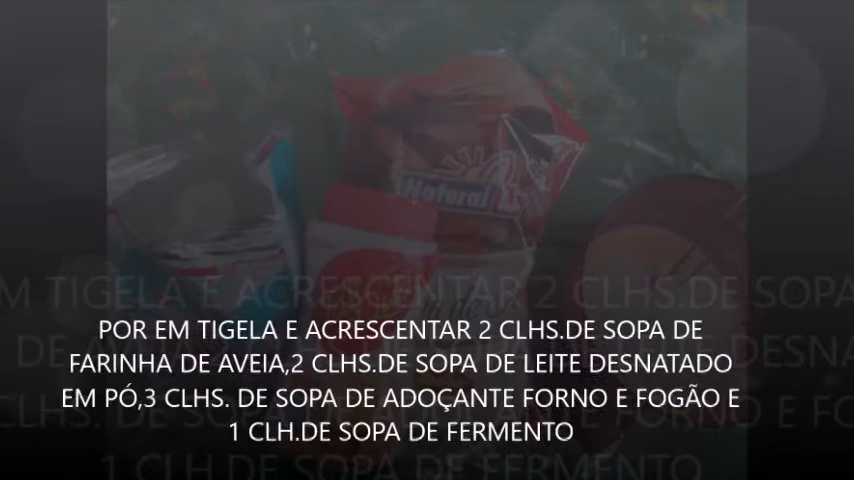 Natural
POR EM TIGELA E ACRESCENTAR 2 CLHS.DE SOPA DE
FARINHA DE AVEIA,2 CLHS.DE SOPA DE LEITE DESNATADO
EM PÓ,3 CLHS. DE SOPA DE ADOÇANTE FORNO E FOGÃO E
1 CLH.DE SOPA DE FERMENTO